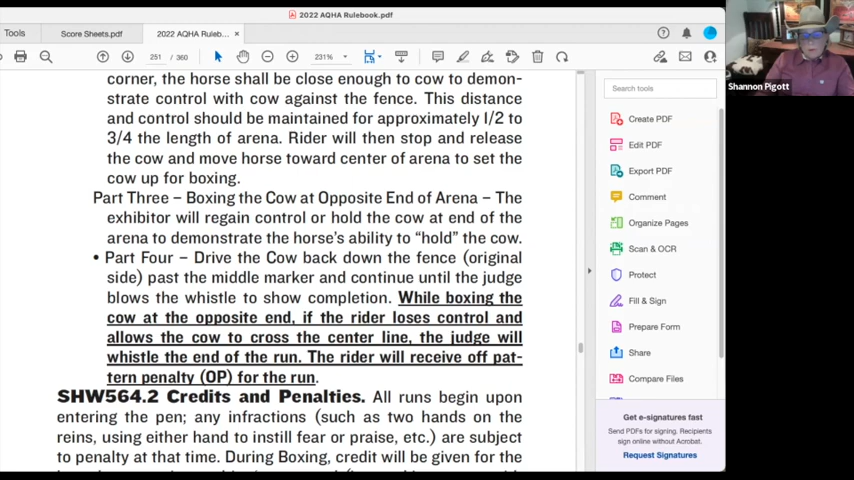 2022 AQHA Rulebook.pdf
Tools
Score Sheets.pdf
2022 AQHA Ruleb... ×
251 / 360
231%
corner, the horse shall be close enough to cow to demon-
strate control with cow against the fence. This distance
and control should be maintained for approximately 1/2 to
3/4 the length of arena. Rider will then stop and release
the cow and move horse toward center of arena to set the
cow up for boxing.
Part Three – Boxing the Cow at Opposite End of Arena – The
exhibitor will regain control or hold the cow at end of the
arena to demonstrate the horse's ability to “hold” the cow.
• Part Four – Drive the Cow back down the fence (original
side) past the middle marker and continue until the judge
blows the whistle to show completion. While boxing the
cow at the opposite end, if the rider loses control and
allows the cow to cross the center line, the judge will
whistle the end of the run. The rider will receive off pat-
tern penalty (OP) for the run.
SHW564.2 Credits and Penalties. All runs begin upon
entering the pen; any infractions (such as two hands on the
reins, using either hand to instill fear or praise, etc.) are subject
to penalty at that time. During Boxing, credit will be given for the
Search tools
Create PDF
Edit PDF
Export PDF
Comment
Organize Pages
Scan & OCR
Protect
Fill & Sign
Prepare Form
Share
Compare Files
Get e-signatures fast
Send PDFs for signing. Recipients
sign online without Acrobat.
Request Signatures
Shannon Pigott